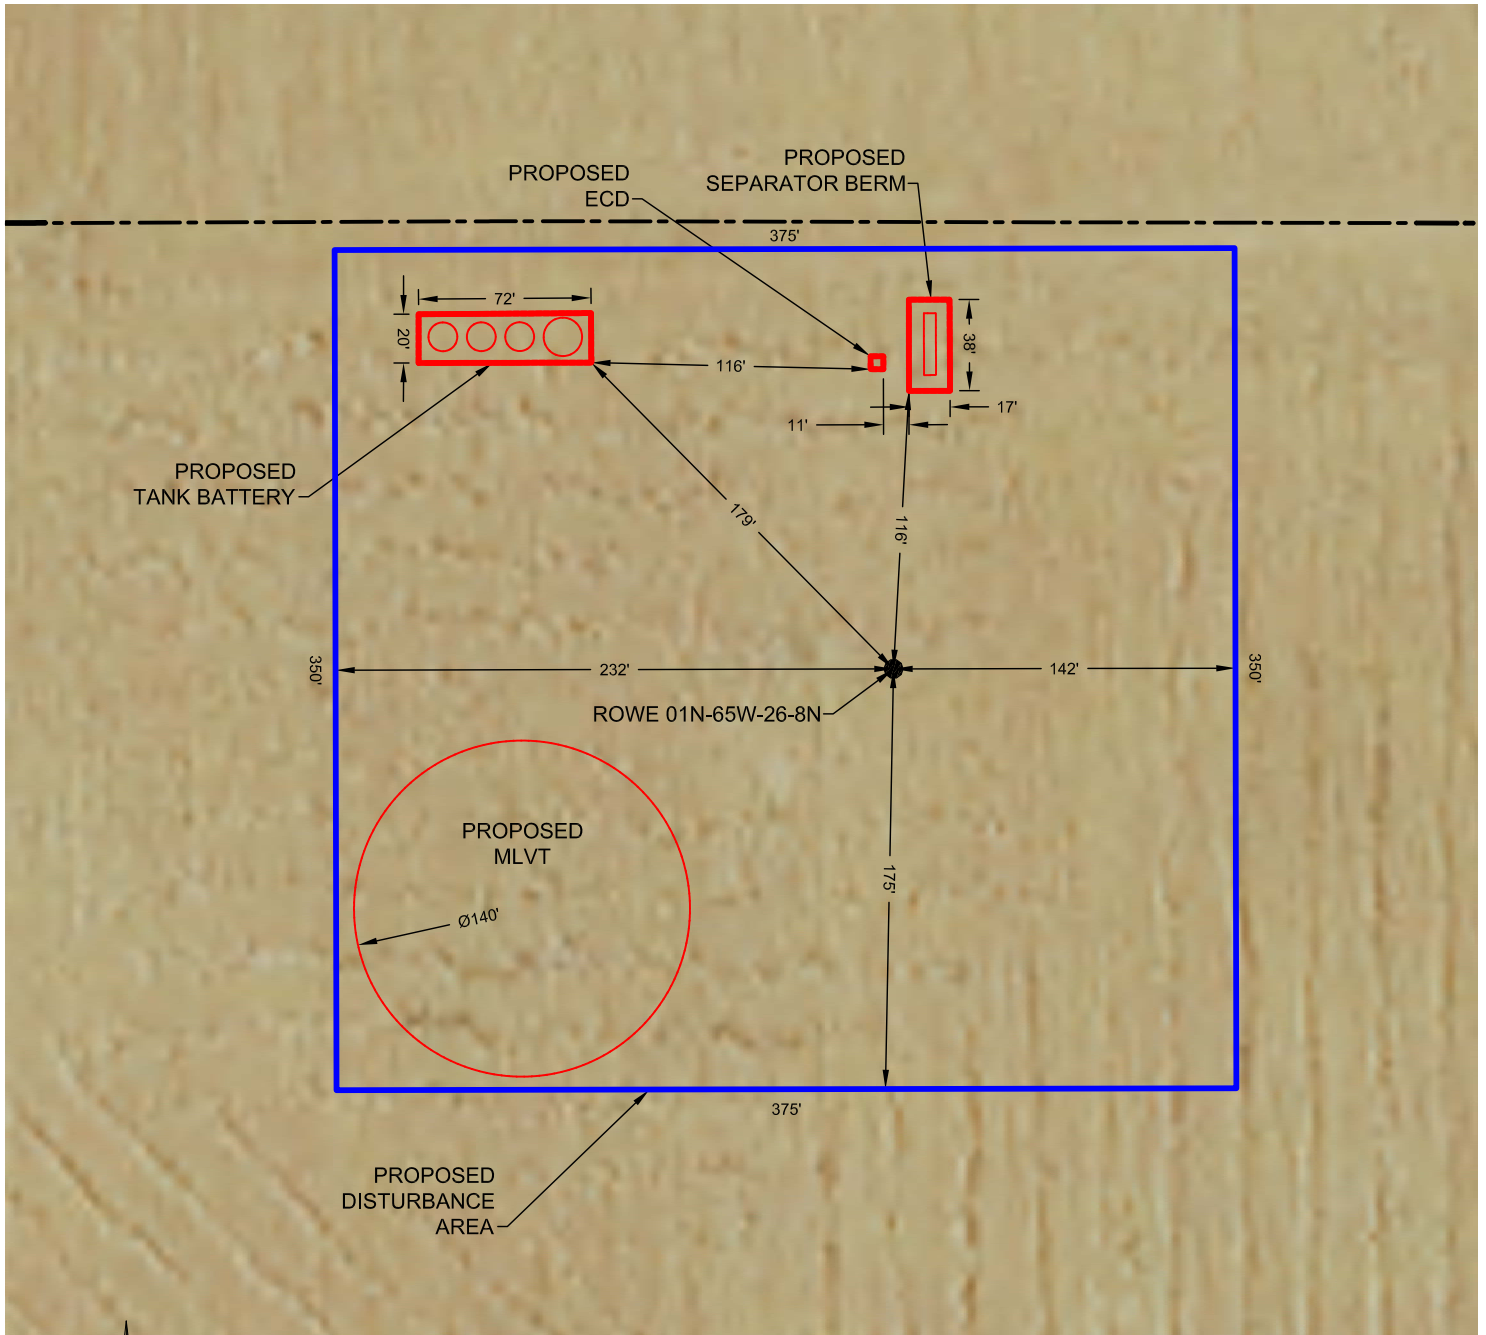 PROPOSED
SEPARATOR BERM
PROPOSED
ECD
375'
72'
20'
38'
116'
17'
11'
PROPOSED
TANK BATTERY
179'
116'
350'
232'
142'
350'
ROWE 01N-65W-26-8N
PROPOSED
MLVT
175'
Ø140'
375'
PROPOSED
DISTURBANCE
AREA